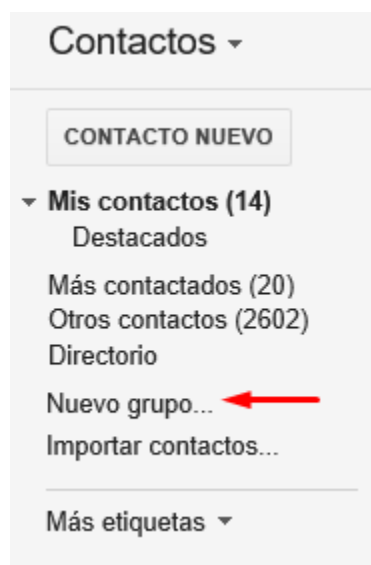 Contactos
CONTACTO NUEVO
Mis contactos (14)
Destacados
Más contactados (20)
Otros contactos (2602)
Directorio
Nuevo grupo...
Importar contactos...
Más etiquetas